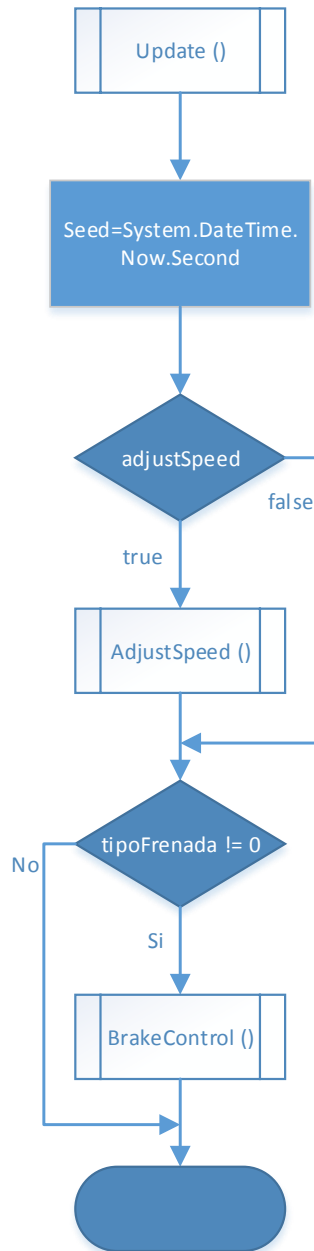 Update ()
Seed=System.DateTime.
Now.Second
adjustSpeed
false
true
AdjustSpeed ()
tipoFrenada != 0
No
Si
BrakeControl ()